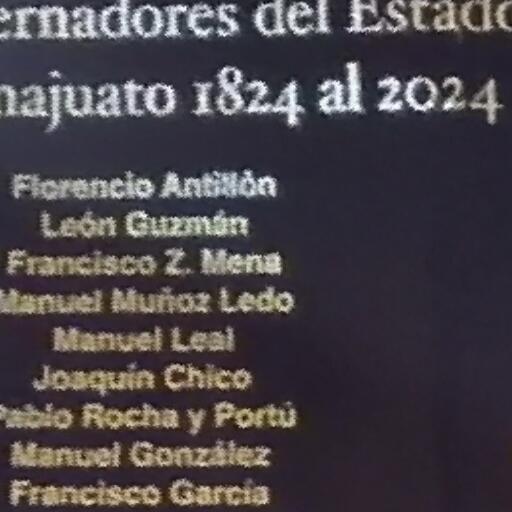 ernadores del Estado
najuato 1824 al 2024
Florencio Antillón
León Guzmán
Francisco Z. Mena
Manuel Muñoz Ledo
Manuel Leal
Joaquín Chico
Pablo Rocha y Portú
Manuel González
Francisco García